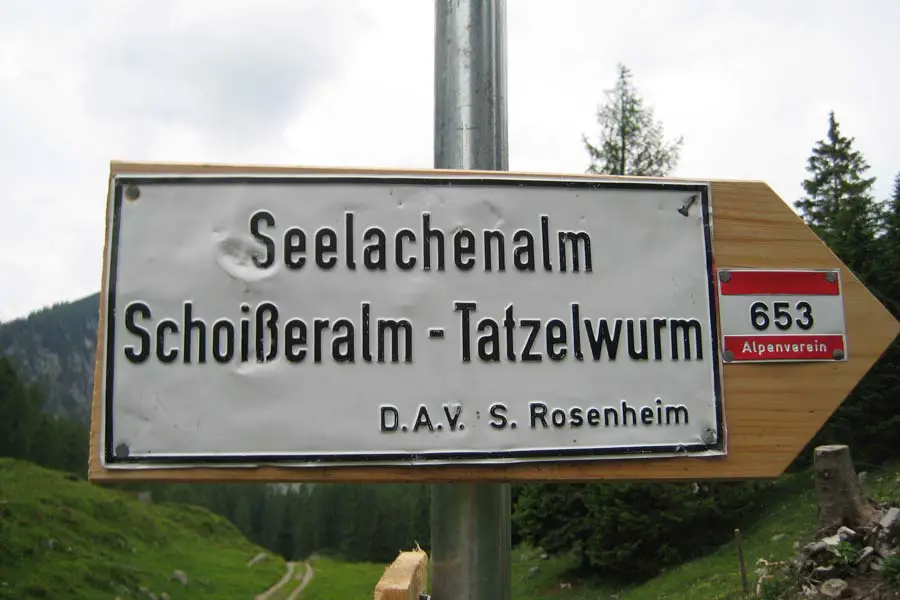 Seelachenalm
Schoißeralm - Tatzelwurm
D.A.V. S. Rosenheim
653
Alpenverein